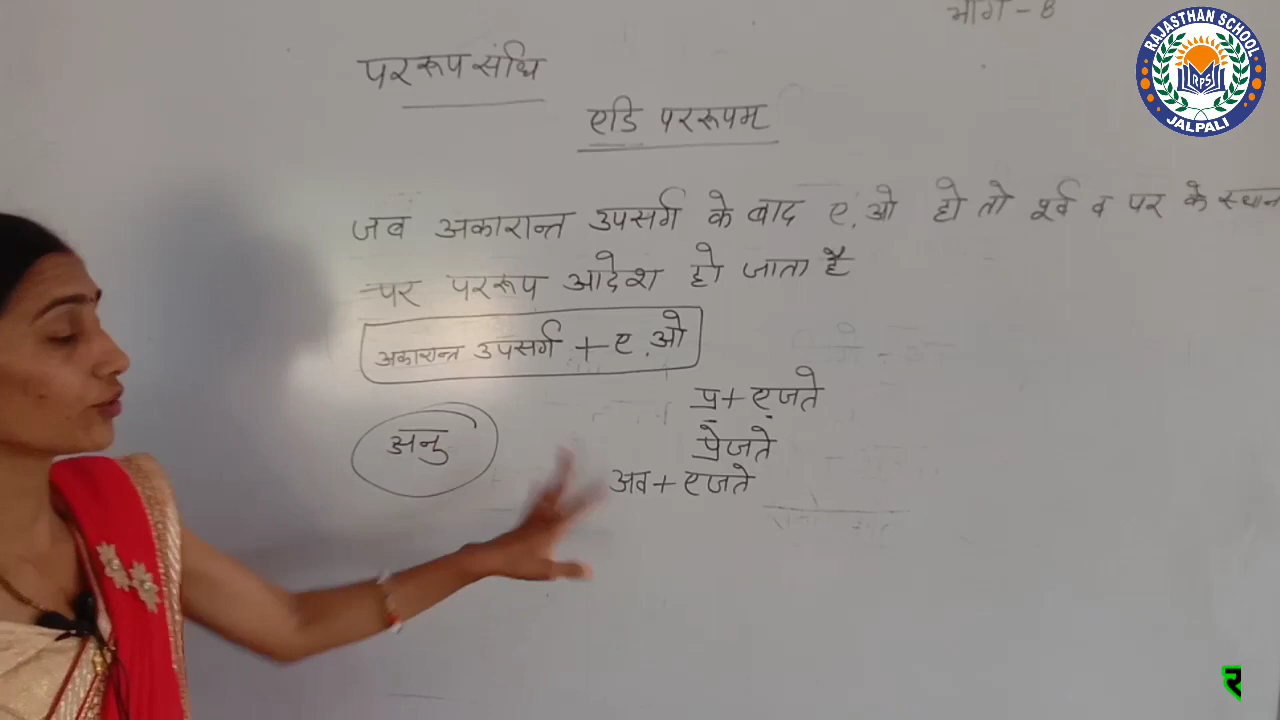 भाग - 8
RAJASTHAN SCHOOL
RPS
JALPALI
पररूप संधि
एडि पररूपम्
जब अकारान्त उपसर्ग के बाद ए, ओ हो तो पूर्व व पर के स्थान
पर पररूप आदेश हो जाता है
अकारान्त उपसर्ग + ए, ओ
प्र + एजते
अनु
प्रेजते
अव + एजते
र